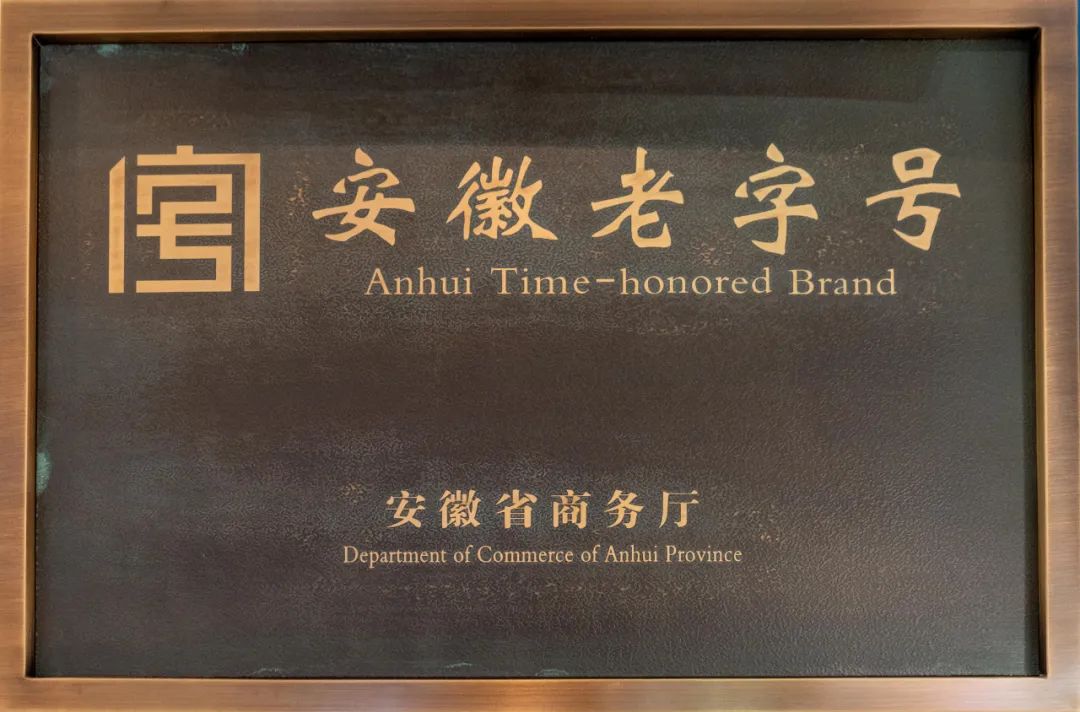 安徽老字号
Anhui Time-honored Brand
安徽省商务厅
Department of Commerce of Anhui Province